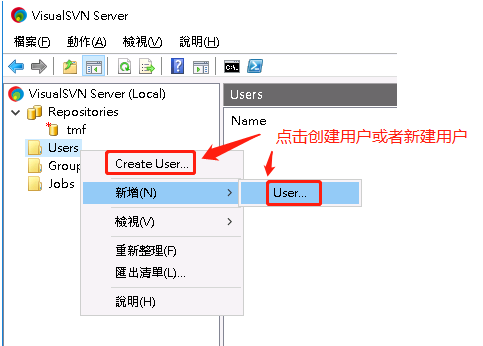 VisualSVN Server
檔案(F) 動作(A) 檢視(V) 說明(H)
VisualSVN Server (Local)
Repositories
tmf
Users
Group
Jobs
Users
Name
点击创建用户或者新建用户
Create User...
新增(N)
User...
檢視(V)
重新整理(F)
匯出清單(L)...
說明(H)